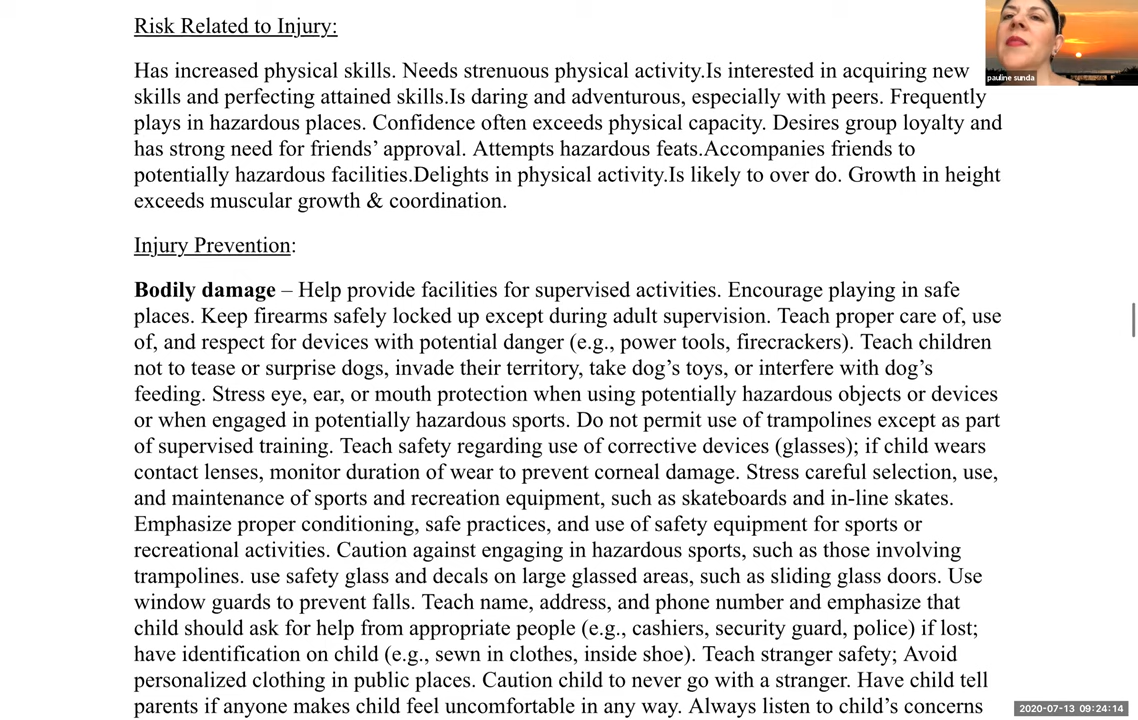 Risk Related to Injury:
Has increased physical skills. Needs strenuous physical activity.Is interested in acquiring new
skills and perfecting attained skills.Is daring and adventurous, especially with peers. Frequently
plays in hazardous places. Confidence often exceeds physical capacity. Desires group loyalty and
has strong need for friends’ approval. Attempts hazardous feats.Accompanies friends to
potentially hazardous facilities.Delights in physical activity.Is likely to over do. Growth in height
exceeds muscular growth & coordination.
Injury Prevention:
Bodily damage – Help provide facilities for supervised activities. Encourage playing in safe
places. Keep firearms safely locked up except during adult supervision. Teach proper care of, use
of, and respect for devices with potential danger (e.g., power tools, firecrackers). Teach children
not to tease or surprise dogs, invade their territory, take dog’s toys, or interfere with dog’s
feeding. Stress eye, ear, or mouth protection when using potentially hazardous objects or devices
or when engaged in potentially hazardous sports. Do not permit use of trampolines except as part
of supervised training. Teach safety regarding use of corrective devices (glasses); if child wears
contact lenses, monitor duration of wear to prevent corneal damage. Stress careful selection, use,
and maintenance of sports and recreation equipment, such as skateboards and in-line skates.
Emphasize proper conditioning, safe practices, and use of safety equipment for sports or
recreational activities. Caution against engaging in hazardous sports, such as those involving
trampolines. use safety glass and decals on large glassed areas, such as sliding glass doors. Use
window guards to prevent falls. Teach name, address, and phone number and emphasize that
child should ask for help from appropriate people (e.g., cashiers, security guard, police) if lost;
have identification on child (e.g., sewn in clothes, inside shoe). Teach stranger safety; Avoid
personalized clothing in public places. Caution child to never go with a stranger. Have child tell
parents if anyone makes child feel uncomfortable in any way. Always listen to child’s concerns
pauline sunda
2020-07-13 09:24:14